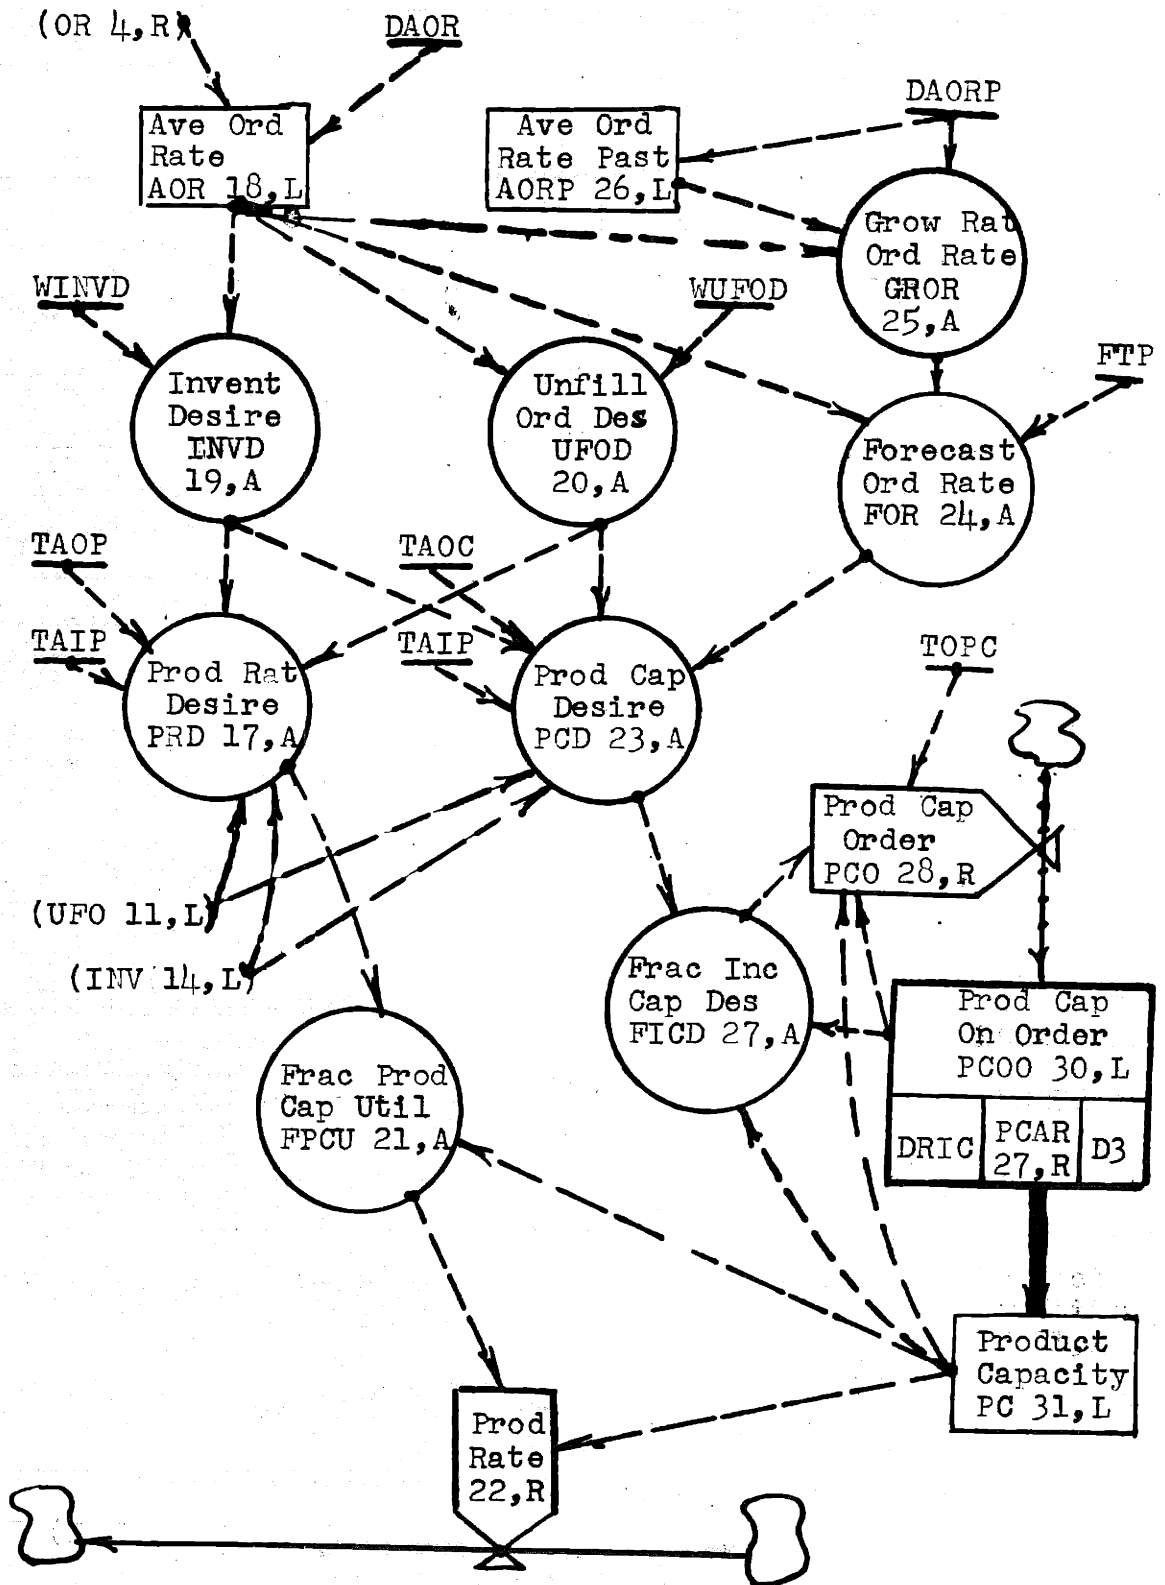 (OR 4,R)
DAOR
DAORP
Ave Ord
Rate
AOR 18,L
Ave Ord
Rate Past
AORP 26,L
Grow Rat
Ord Rate
GROR
25,A
WINVD
WUFOD
FTP
Invent
Desire
INVD
19,A
Unfill
Ord Des
UFOD
20,A
Forecast
Ord Rate
FOR 24,A
TAOP
TAOC
TAIP
TAIP
TOPC
Prod Rat
Desire
PRD 17,A
Prod Cap
Desire
PCD 23,A
Prod Cap
Order
PCO 28,R
(UFO 11,L)
(INV 14,L)
Frac Inc
Cap Des
FICD 27,A
Prod Cap
On Order
PCOO 30,L
DRIC
PCAR
27,R
D3
Frac Prod
Cap Util
FPCU 21,A
Product
Capacity
PC 31,L
Prod
Rate
22,R